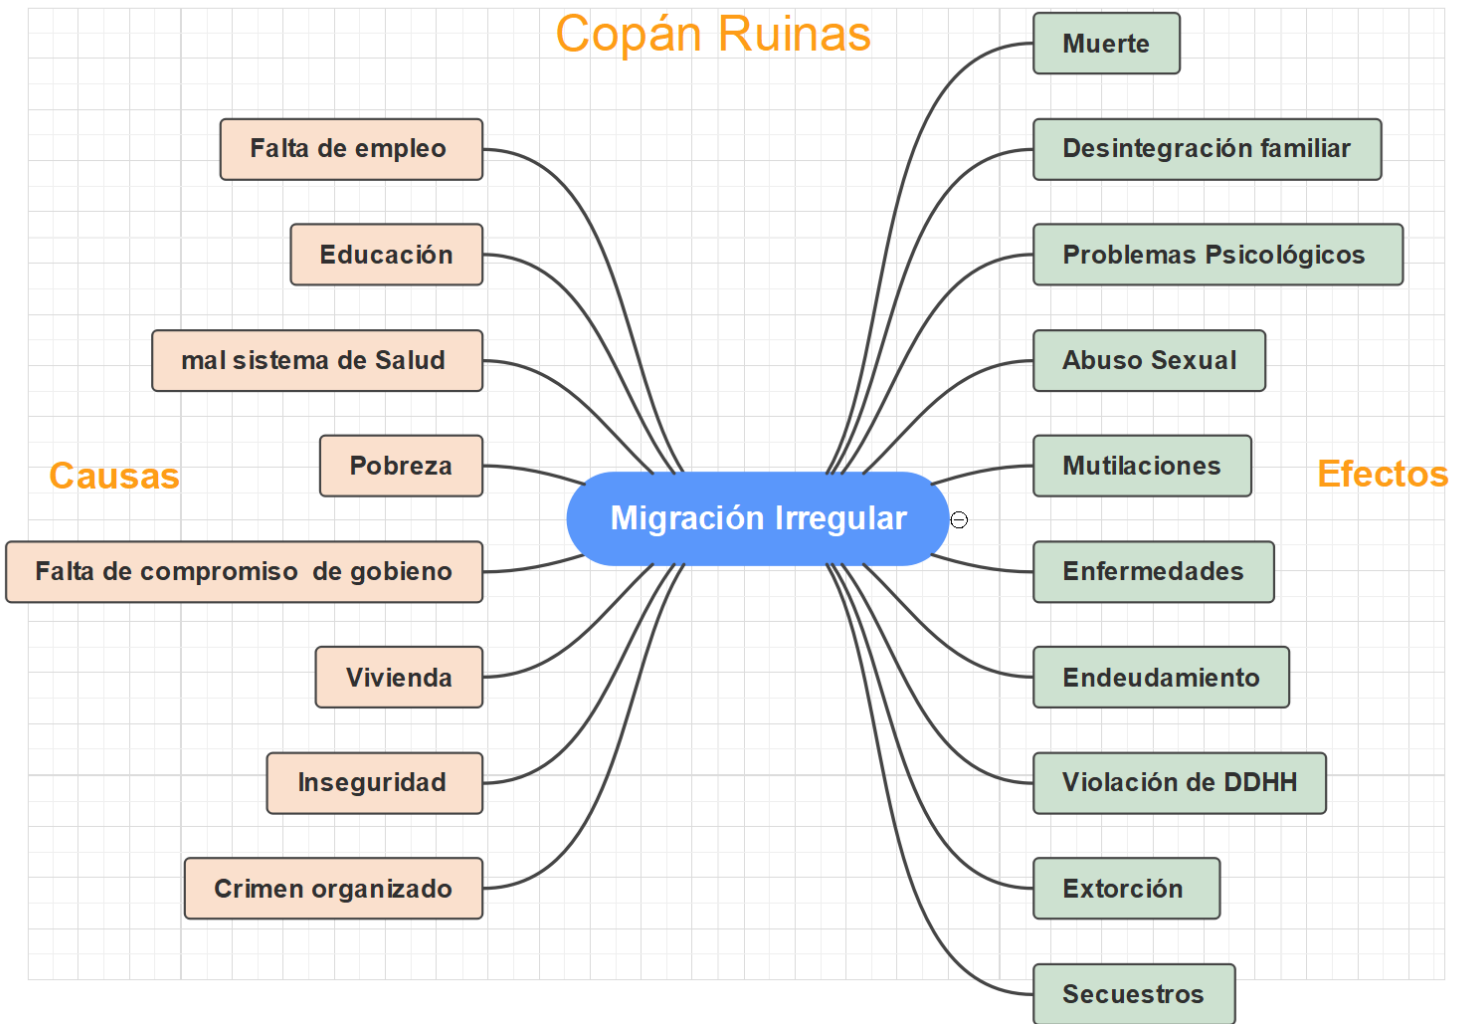 Copán Ruinas
Causas
Falta de empleo
Educación
mal sistema de Salud
Pobreza
Falta de compromiso  de gobieno
Vivienda
Inseguridad
Crimen organizado
Migración Irregular
Efectos
Muerte
Desintegración familiar
Problemas Psicológicos
Abuso Sexual
Mutilaciones
Enfermedades
Endeudamiento
Violación de DDHH
Extorción
Secuestros